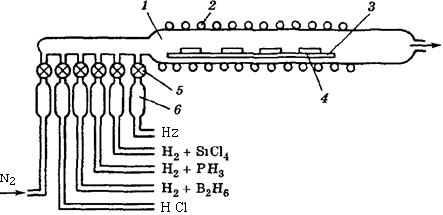 1 2 3
4
5
6
Hz
H₂ + SiCl₄
H₂ + PH₃
N₂
H₂ + B₂H₆
H Cl